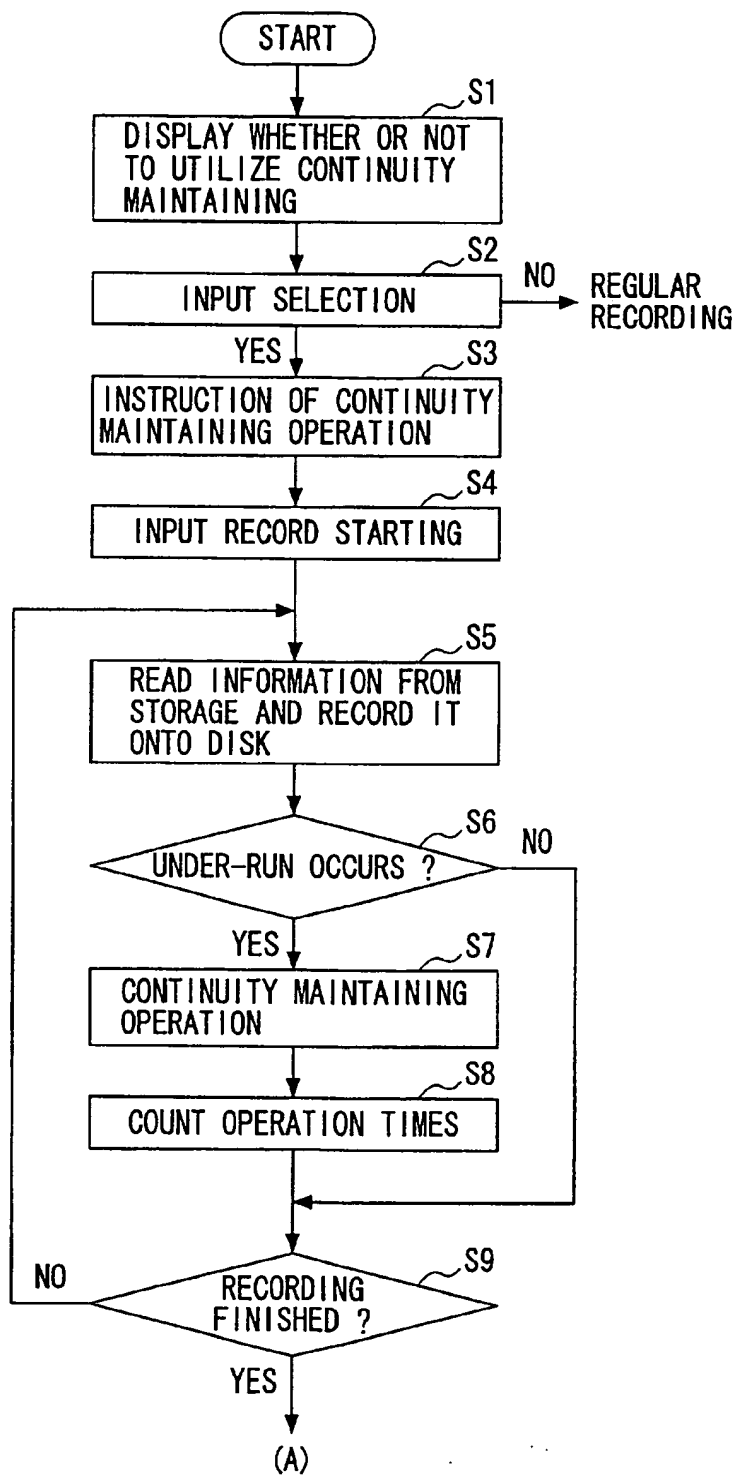 START
S1
DISPLAY WHETHER OR NOT
TO UTILIZE CONTINUITY
MAINTAINING
S2
INPUT SELECTION
NO
REGULAR
RECORDING
YES
S3
INSTRUCTION OF CONTINUITY
MAINTAINING OPERATION
S4
INPUT RECORD STARTING
S5
READ INFORMATION FROM
STORAGE AND RECORD IT
ONTO DISK
S6
UNDER-RUN OCCURS ?
NO
YES
S7
CONTINUITY MAINTAINING
OPERATION
S8
COUNT OPERATION TIMES
S9
RECORDING
FINISHED ?
NO
YES
(A)